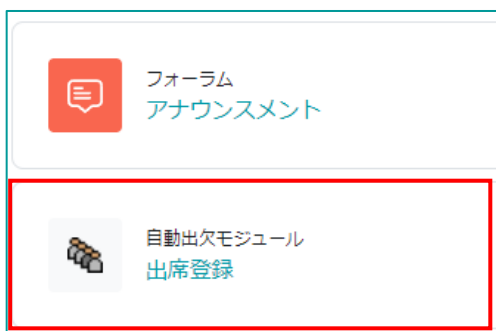 フォーラム
アナウンスメント
自動出欠モジュール
出席登録